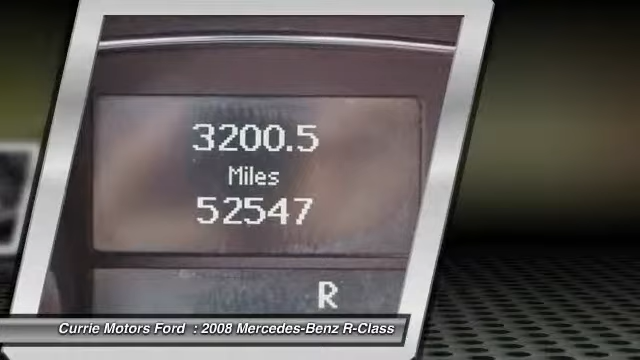 3200.5
Miles
52547
R
Currie Motors Ford : 2008 Mercedes-Benz R-Class